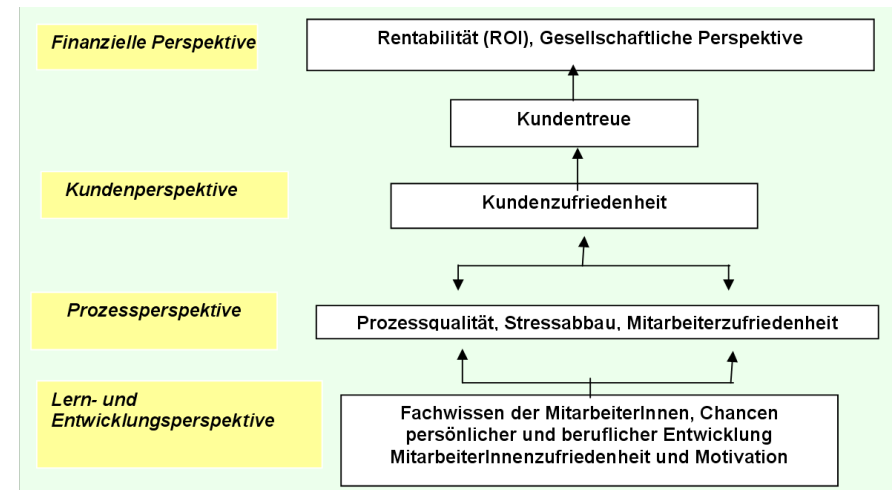 Finanzielle Perspektive
Rentabilität (ROI), Gesellschaftliche Perspektive
Kundentreue
Kundenperspektive
Kundenzufriedenheit
Prozessperspektive
Prozessqualität, Stressabbau, Mitarbeiterzufriedenheit
Lern- und
Entwicklungsperspektive
Fachwissen der MitarbeiterInnen, Chancen
persönlicher und beruflicher Entwicklung
MitarbeiterInnenzufriedenheit und Motivation